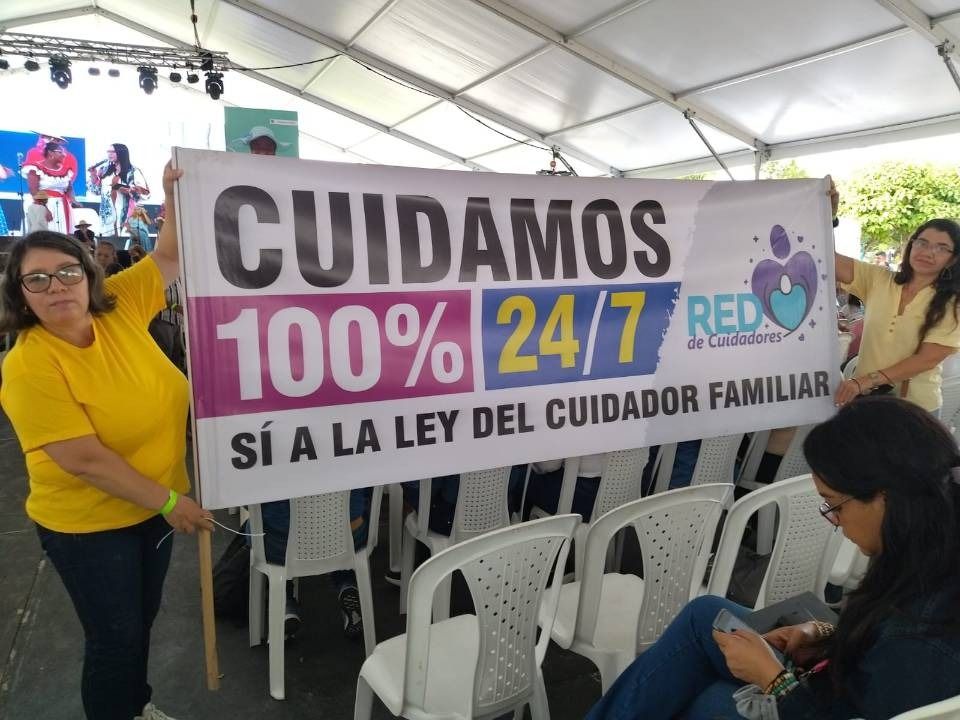 CUIDAMOS
100% 24/7
SÍ A LA LEY DEL CUIDADOR FAMILIAR
RED
de Cuidadores